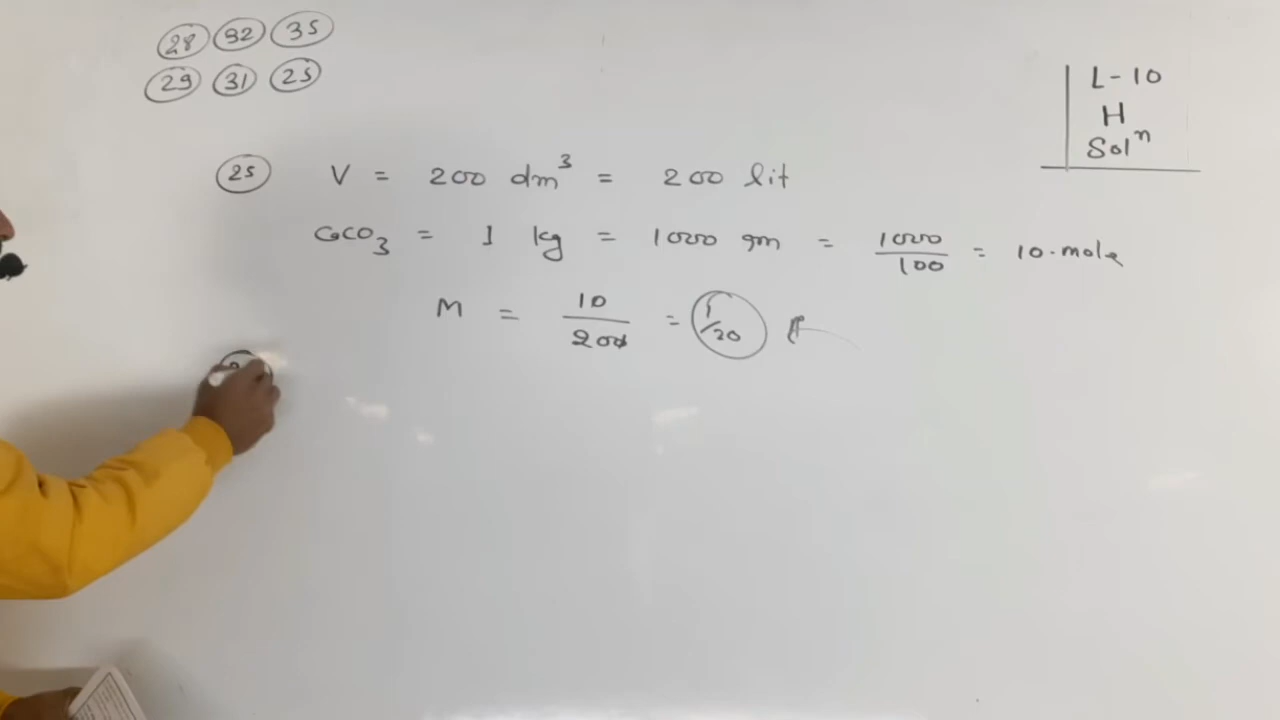 28 32 35
29 31 25
L - 10
H
Solⁿ
25 V = 200 dm³ = 200 lit
CaCO₃ = 1 kg = 1000 gm = 1000/100 = 10 mole
M = 10/200 = 1/20